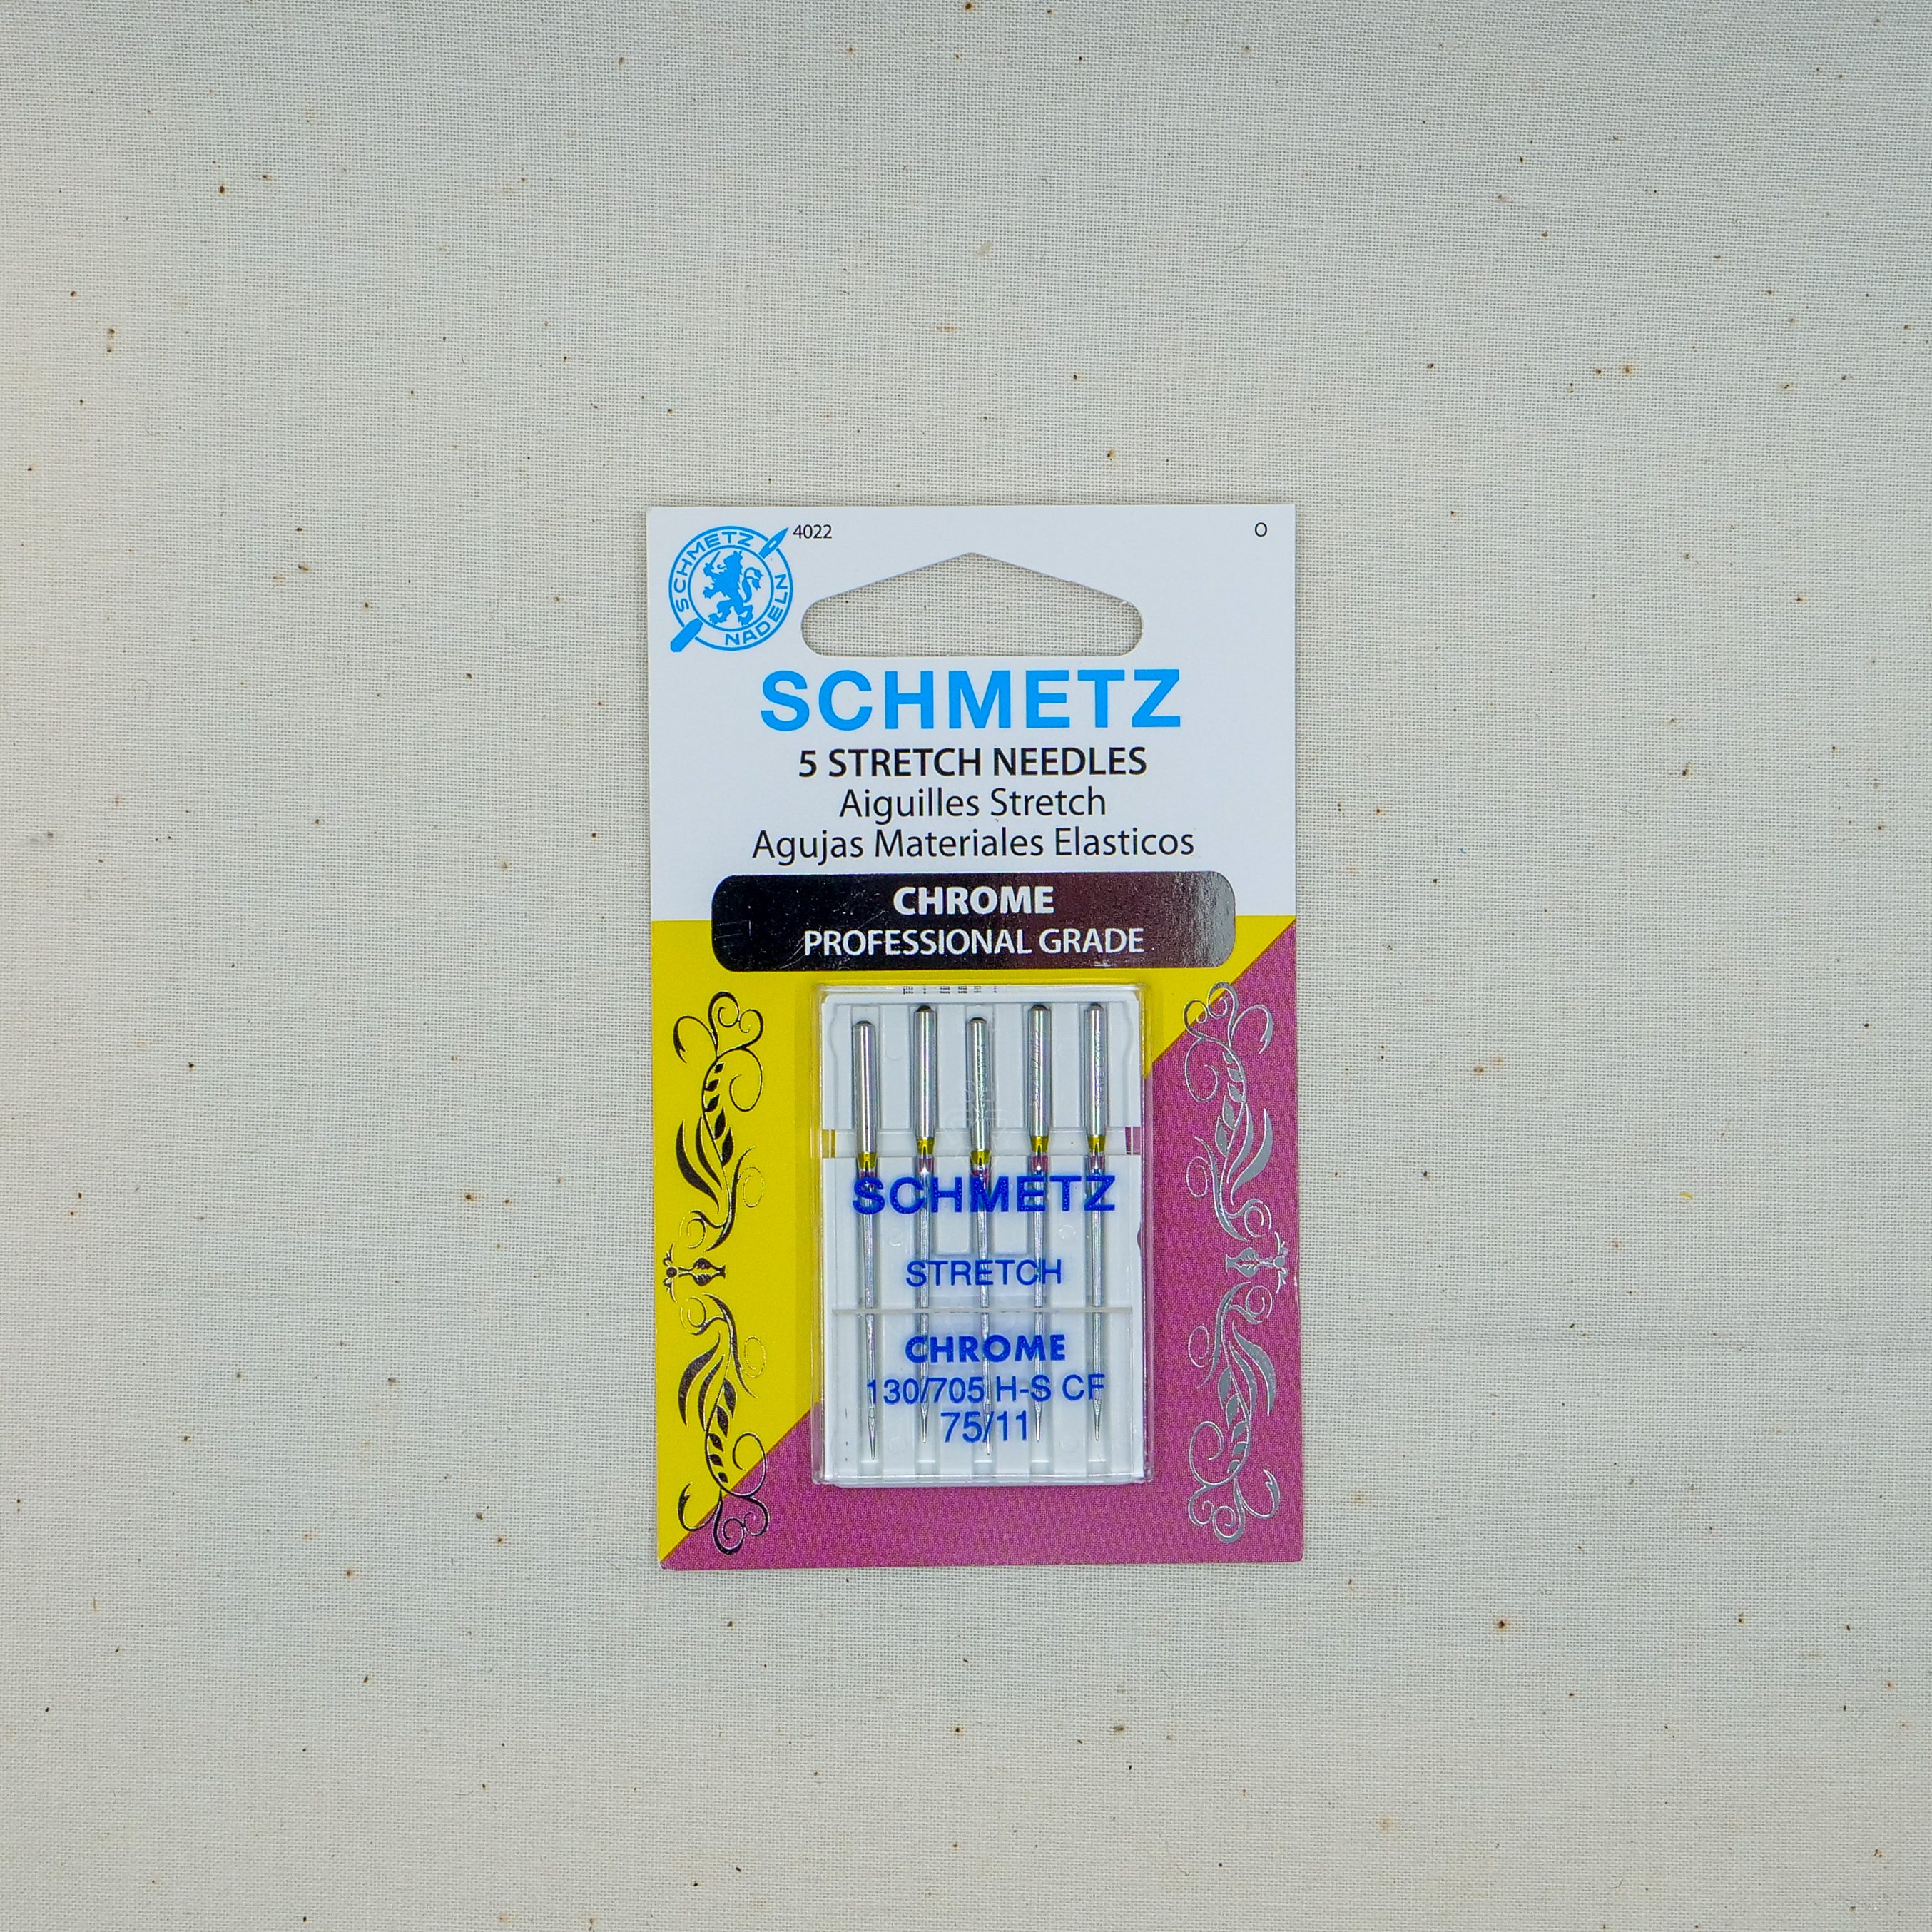 SCHMETZ NADELN
4022
O
SCHMETZ
5 STRETCH NEEDLES
Aiguilles Stretch
Agujas Materiales Elasticos
CHROME
PROFESSIONAL GRADE
SCHMETZ
STRETCH
CHROME
130/705 H-S CF
75/11